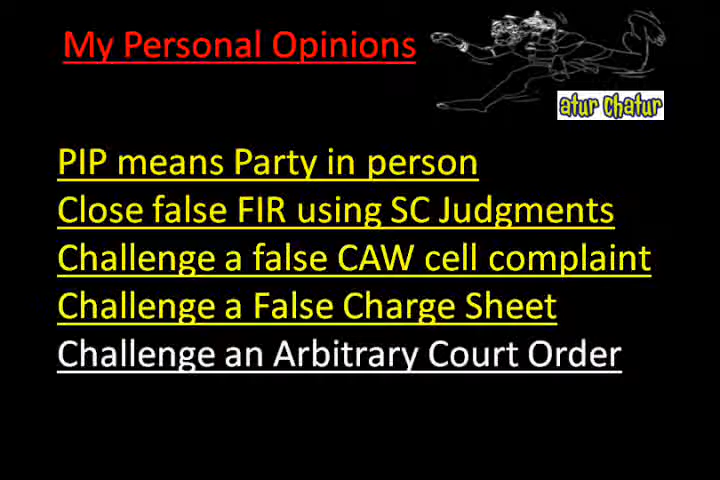 My Personal Opinions
atur chatur
PIP means Party in person
Close false FIR using SC Judgments
Challenge a false CAW cell complaint
Challenge a False Charge Sheet
Challenge an Arbitrary Court Order